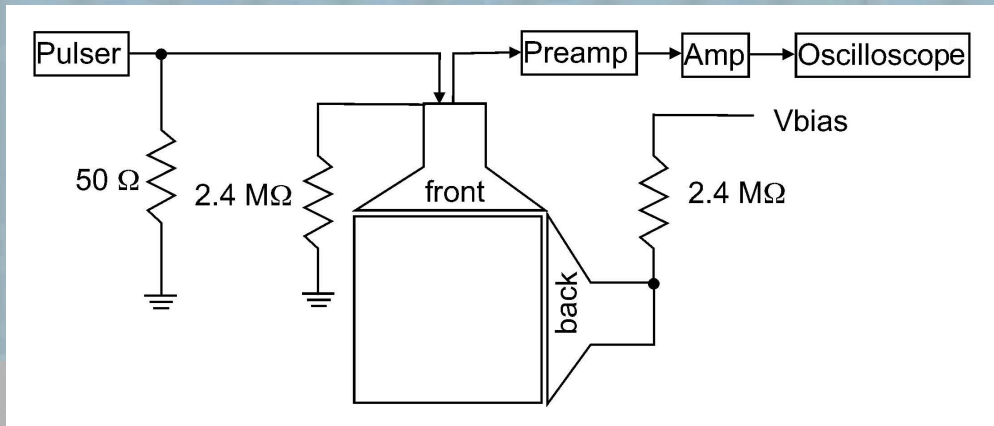 Pulser
Preamp
Amp
Oscilloscope
Vbias
50 Ω
2.4 MΩ
front
2.4 MΩ
back